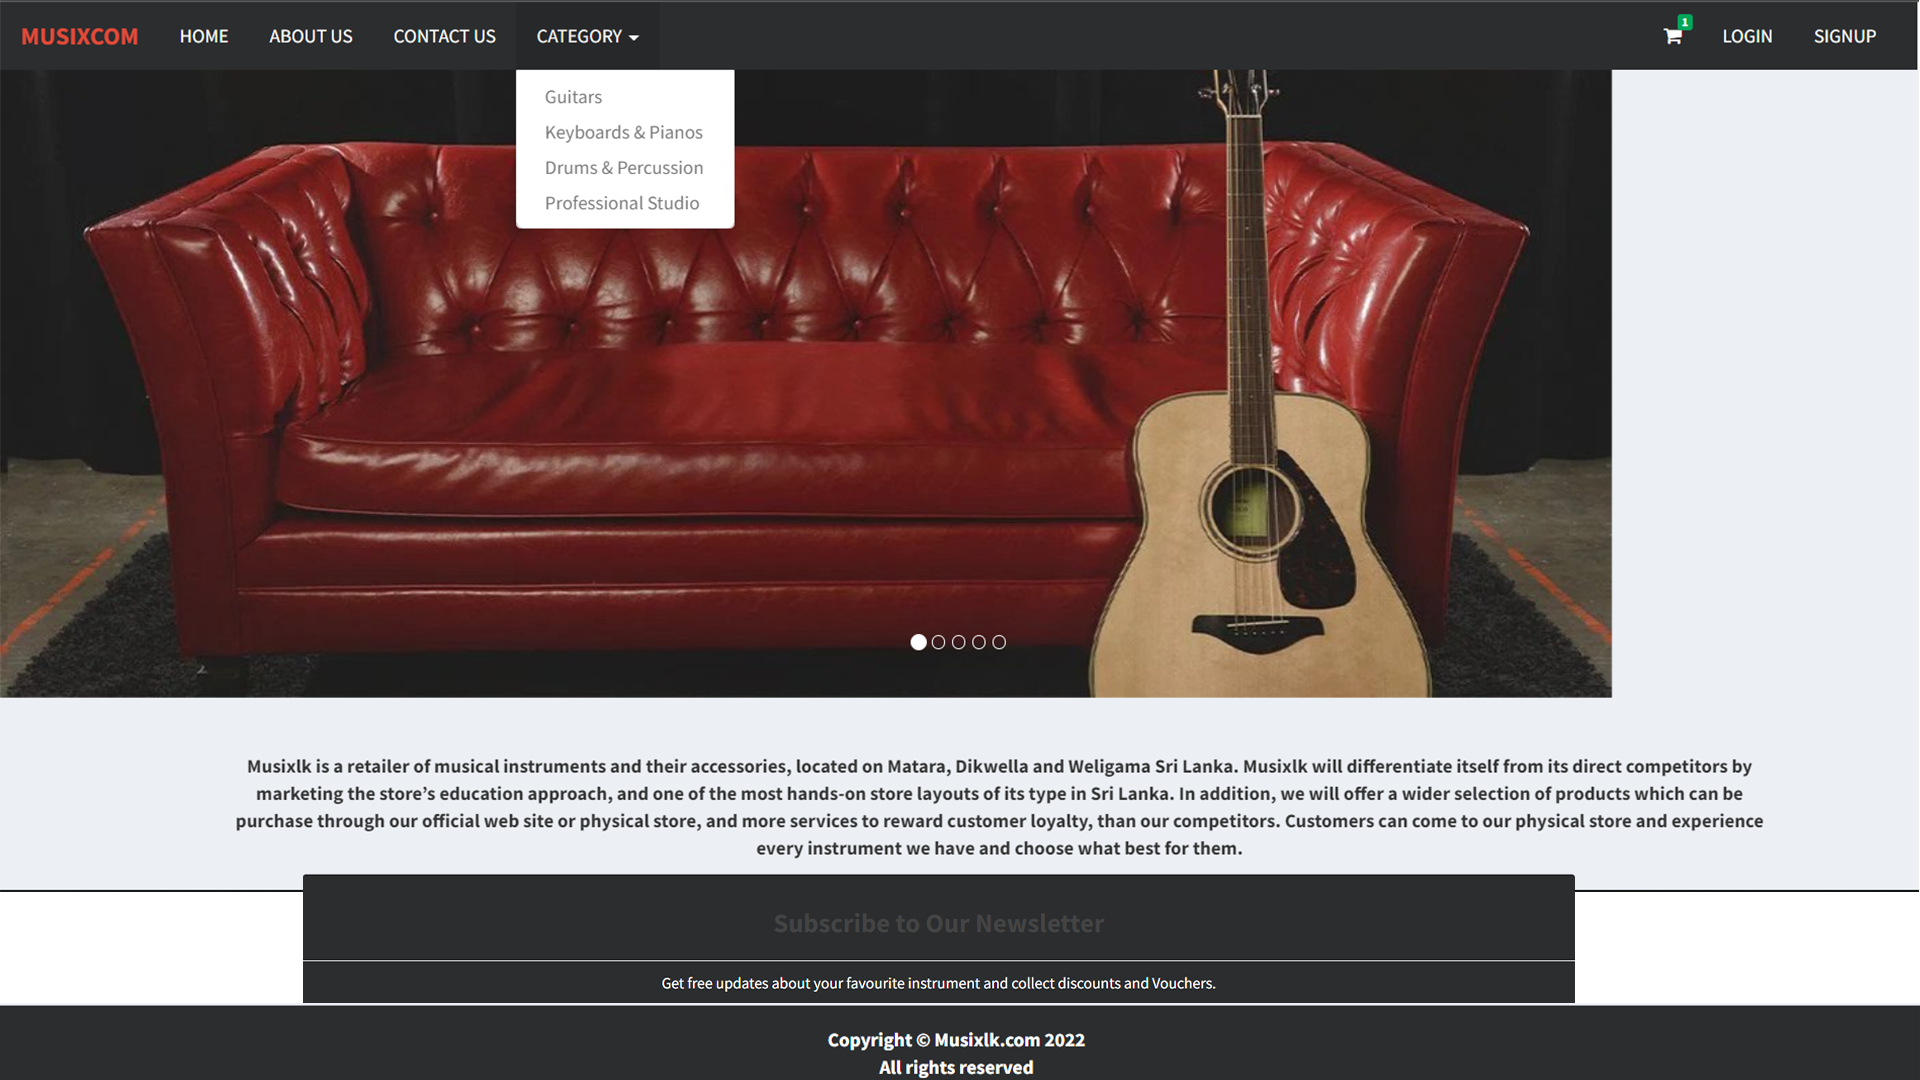 MUSIXCOM HOME ABOUT US CONTACT US CATEGORY 1 LOGIN SIGNUP
Guitars
Keyboards & Pianos
Drums & Percussion
Professional Studio
Musixlk is a retailer of musical instruments and their accessories, located on Matara, Dikwella and Weligama Sri Lanka. Musixlk will differentiate itself from its direct competitors by
marketing the store’s education approach, and one of the most hands-on store layouts of its type in Sri Lanka. In addition, we will offer a wider selection of products which can be
purchase through our official web site or physical store, and more services to reward customer loyalty, than our competitors. Customers can come to our physical store and experience
every instrument we have and choose what best for them.
Subscribe to Our Newsletter
Get free updates about your favourite instrument and collect discounts and Vouchers.
Copyright © Musixlk.com 2022
All rights reserved